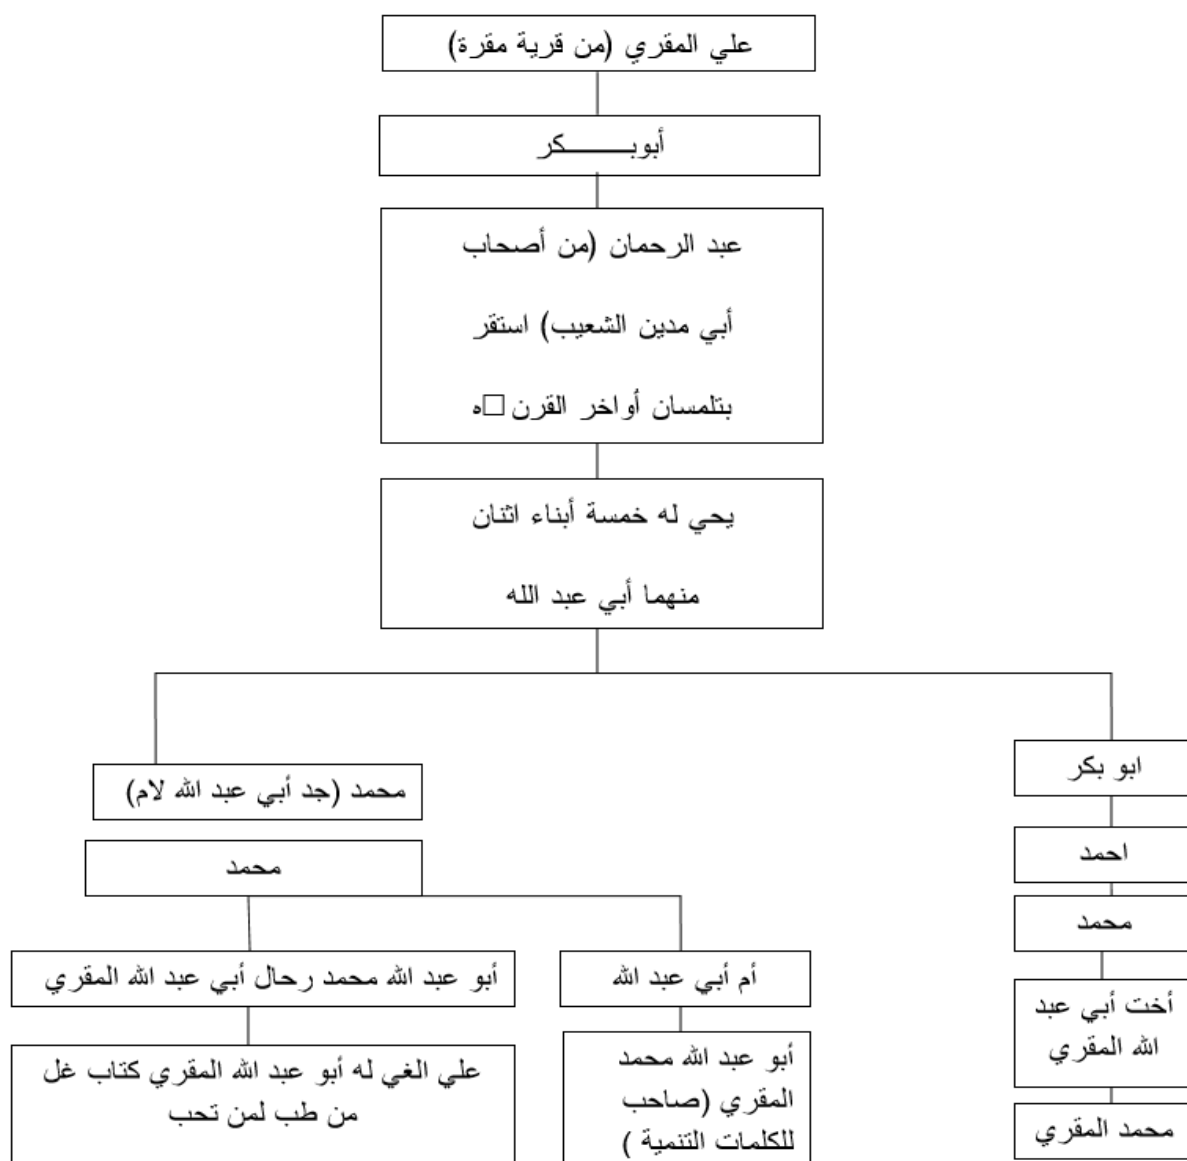 علي المقري (من قرية مقرة)
أبوبـــــــــكر
عبد الرحمان (من أصحاب
أبي مدين الشعيب) استقر
بتلمسان أواخر القرن □ه
يحي له خمسة أبناء اثنان
منهما أبي عبد الله
محمد (جد أبي عبد الله لام)
محمد
أبو عبد الله محمد رحال أبي عبد الله المقري
علي الغي له أبو عبد الله المقري كتاب غل
من طب لمن تحب
أم أبي عبد الله
أبو عبد الله محمد
المقري (صاحب
للكلمات التنمية )
ابو بكر
احمد
محمد
أخت أبي عبد
الله المقري
محمد المقري